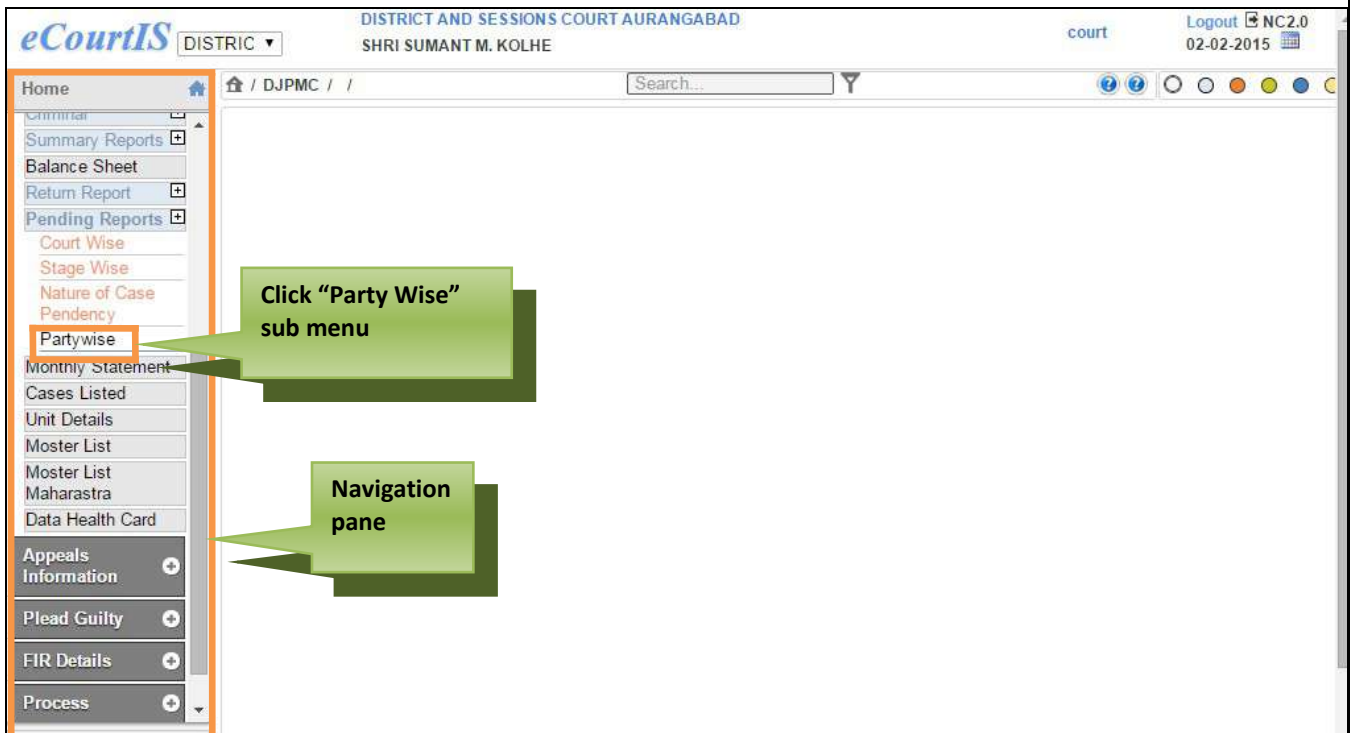 eCourtIS
DISTRIC
DISTRICT AND SESSIONS COURT AURANGABAD
SHRI SUMANT M. KOLHE
court
Logout NC2.0
02-02-2015
Home
/ DJPMC / /
Search...
Criminal
Summary Reports
Balance Sheet
Return Report
Pending Reports
Court Wise
Stage Wise
Nature of Case
Pendency
Partywise
Monthly Statement
Cases Listed
Unit Details
Moster List
Moster List
Maharastra
Data Health Card
Appeals
Information
Plead Guilty
FIR Details
Process
Click “Party Wise”
sub menu
Navigation
pane